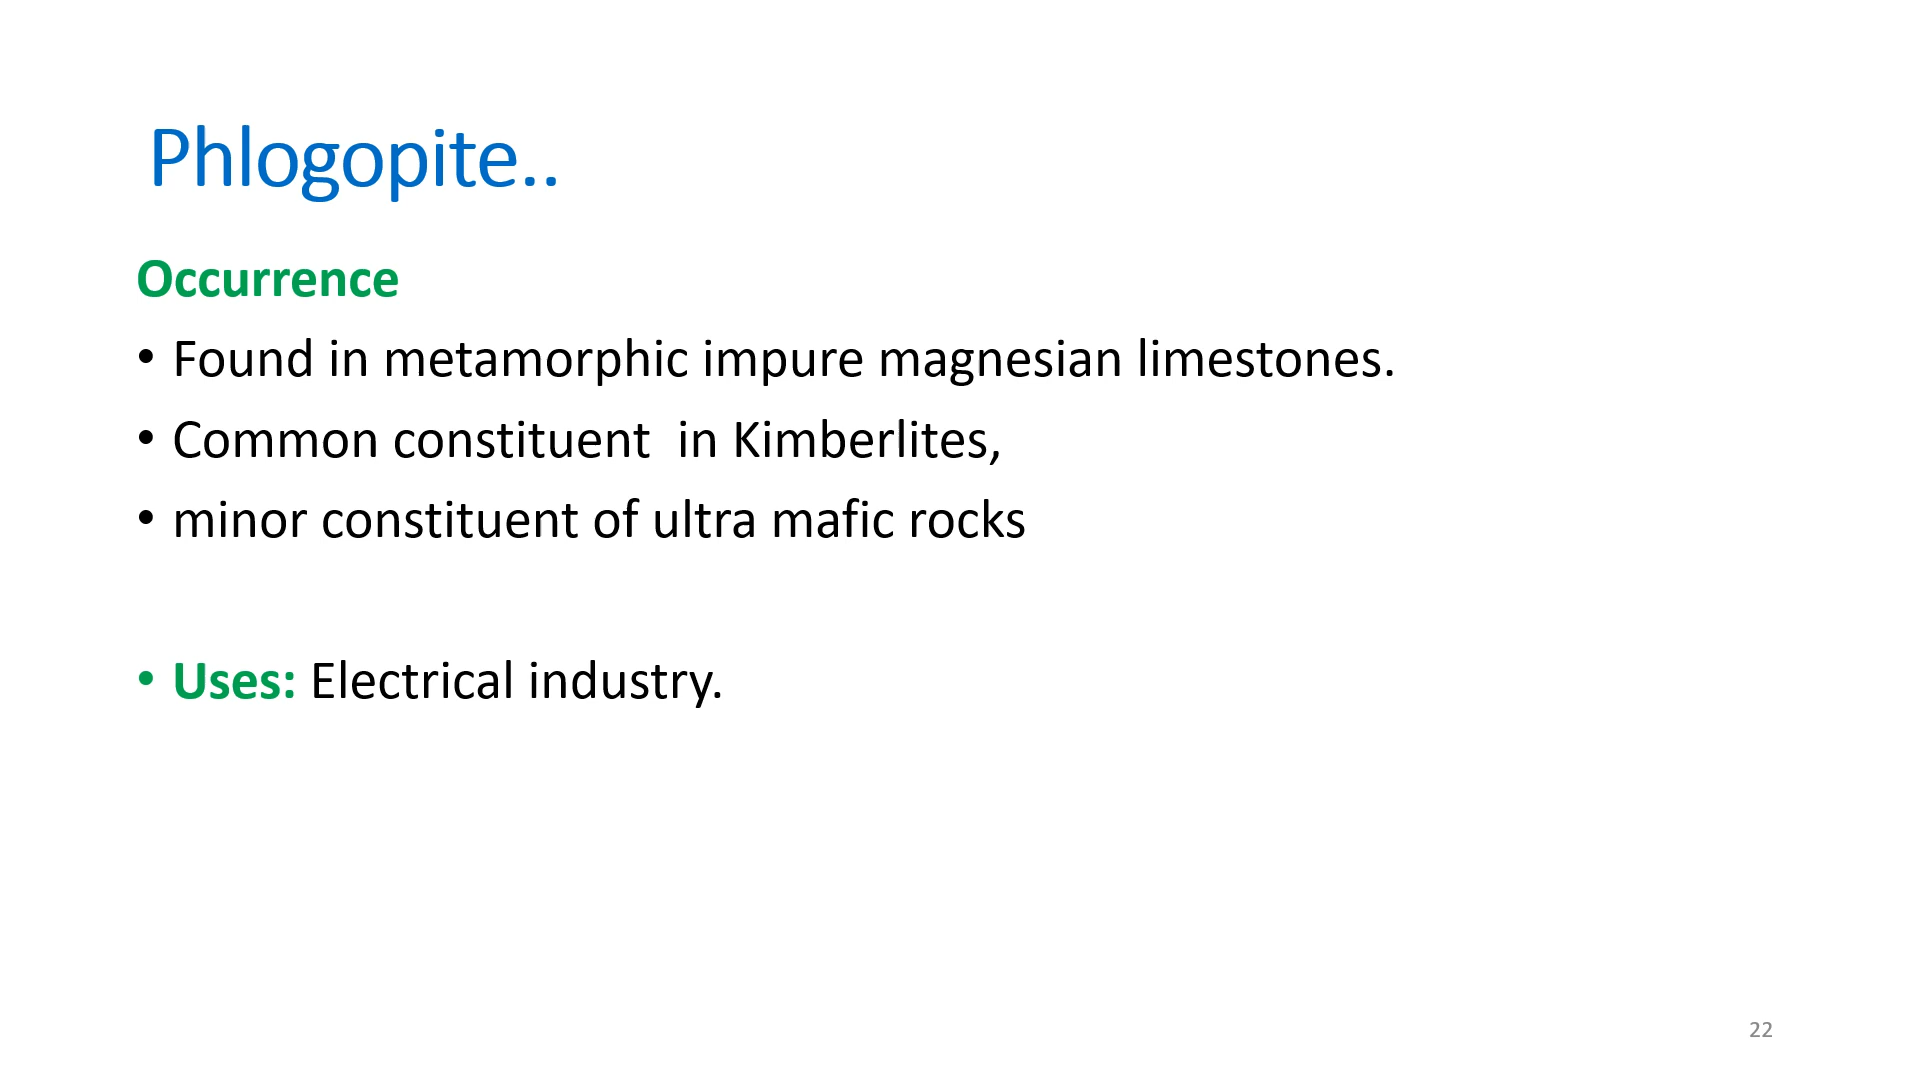 Phlogopite..
Occurrence
• Found in metamorphic impure magnesian limestones.
• Common constituent  in Kimberlites,
• minor constituent of ultra mafic rocks
• Uses: Electrical industry.
22